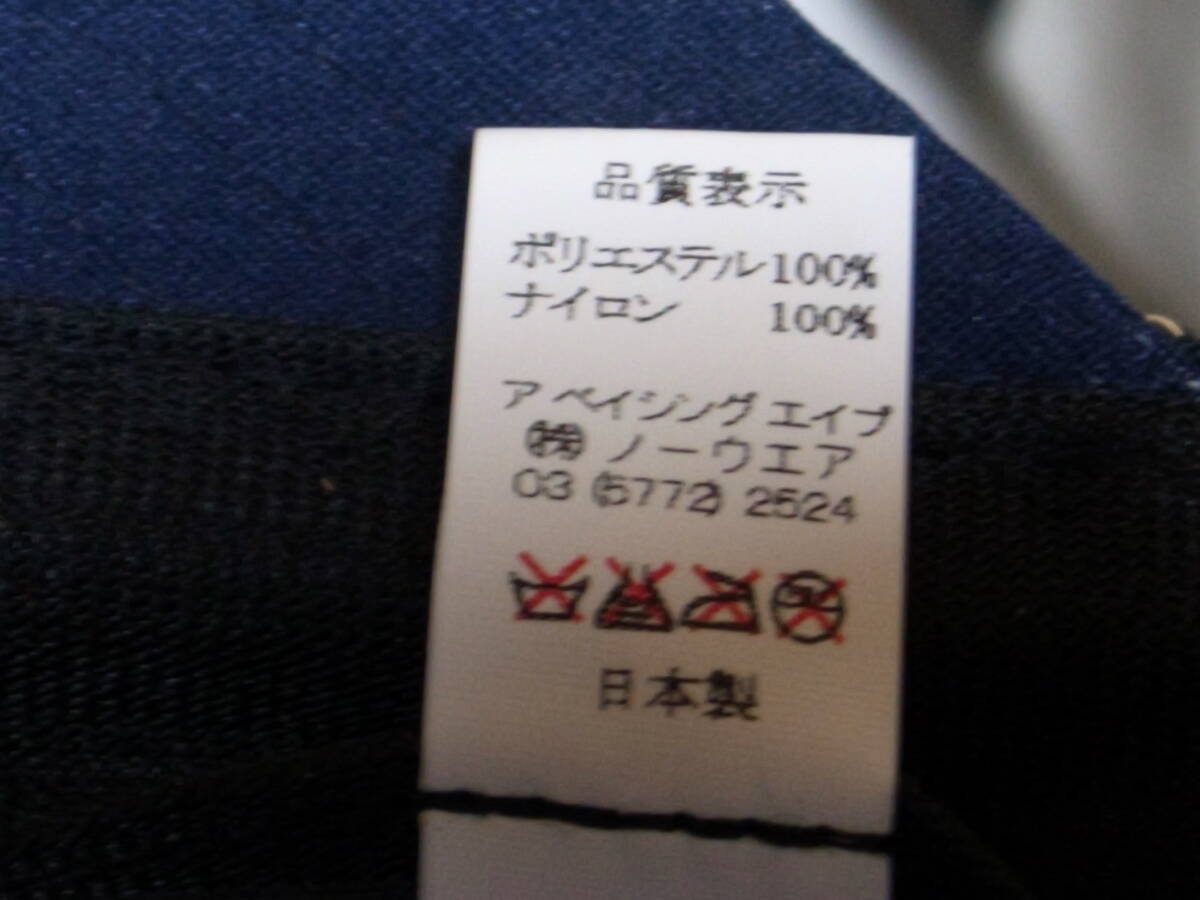 品質表示
ポリエステル100%
ナイロン 100%
ア ベイシング エイプ
㈱ ノーウエア
03 (5772) 2524
日本製